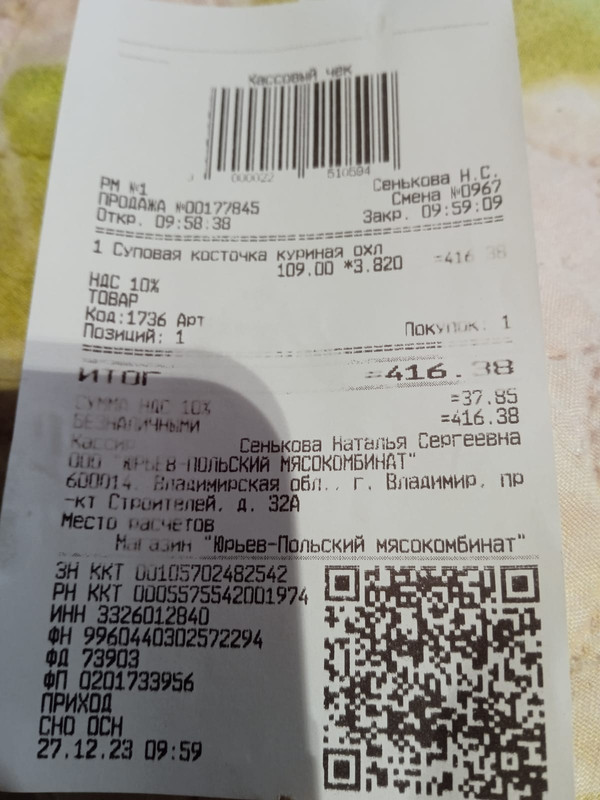 Кассовый чек
000022 510694
РМ №1 Сенькова Н.С.
ПРОДАЖА №00177845 Смена №0967
Откр. 09:58:38 Закр. 09:59:09
1 Суповая косточка куриная охл
109.00 *3.820 =416.38
НДС 10%
ТОВАР
Код:1736 Арт
Позиций: 1 Покупок: 1
ИТОГ =416.38
СУММА НДС 10% =37.85
БЕЗНАЛИЧНЫМИ =416.38
Кассир Сенькова Наталья Сергеевна
ООО "ЮРЬЕВ-ПОЛЬСКИЙ МЯСОКОМБИНАТ"
600014, Владимирская обл., г. Владимир, пр
-кт Строителей, д. 32А
Место расчетов
Магазин "Юрьев-Польский мясокомбинат"
ЗН ККТ 00105702482542
РН ККТ 0005575542001974
ИНН 3326012840
ФН 9960440302572294
ФД 73903
ФП 0201733956
ПРИХОД
СНО ОСН
27.12.23 09:59